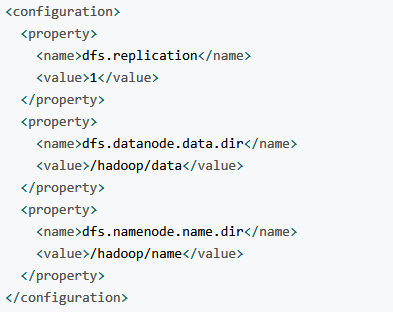 <configuration>
  <property>
    <name>dfs.replication</name>
    <value>1</value>
  </property>
  <property>
    <name>dfs.datanode.data.dir</name>
    <value>/hadoop/data</value>
  </property>
  <property>
    <name>dfs.namenode.name.dir</name>
    <value>/hadoop/name</value>
  </property>
</configuration>